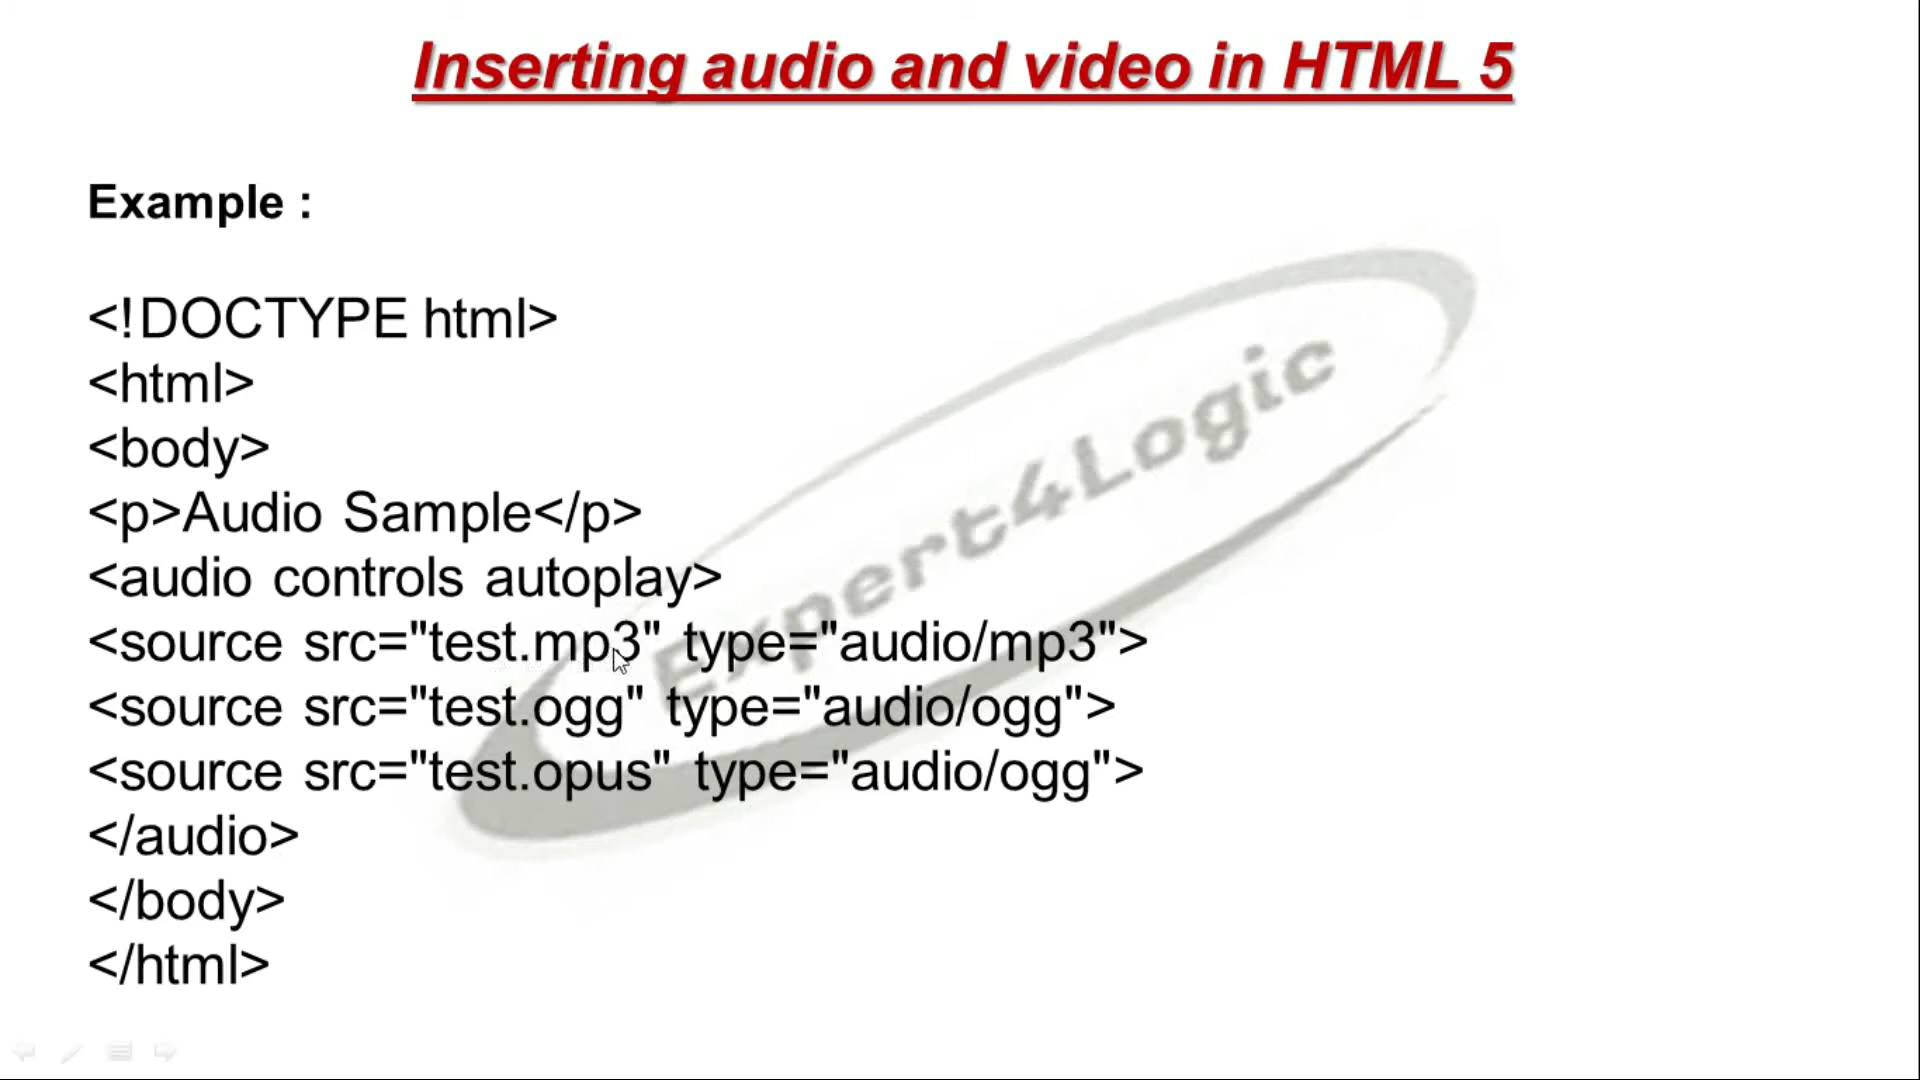 Inserting audio and video in HTML 5
Example :
<!DOCTYPE html>
<html>
<body>
<p>Audio Sample</p>
<audio controls autoplay>
<source src="test.mp3" type="audio/mp3">
<source src="test.ogg" type="audio/ogg">
<source src="test.opus" type="audio/ogg">
</audio>
</body>
</html>
Expert4Logic